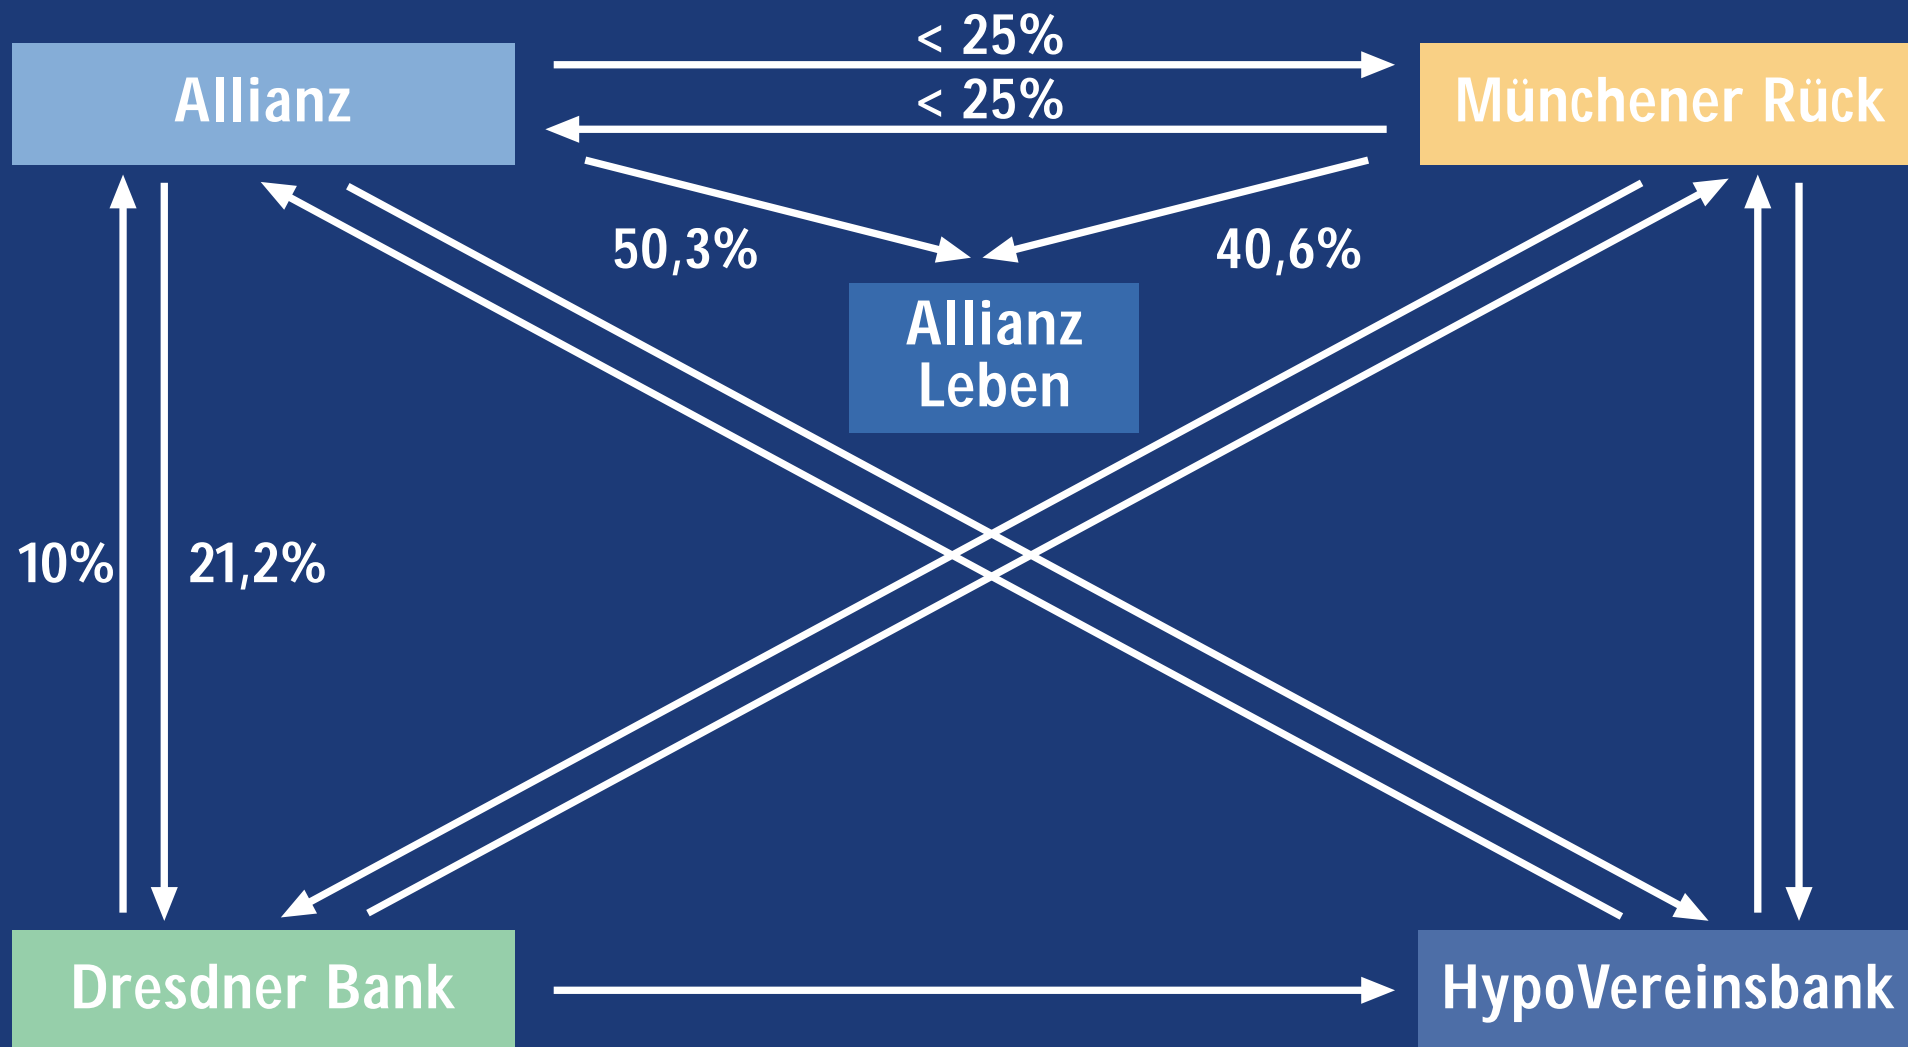 < 25%
Allianz
Münchener Rück
< 25%
50,3%
40,6%
Allianz
Leben
10%
21,2%
Dresdner Bank
HypoVereinsbank